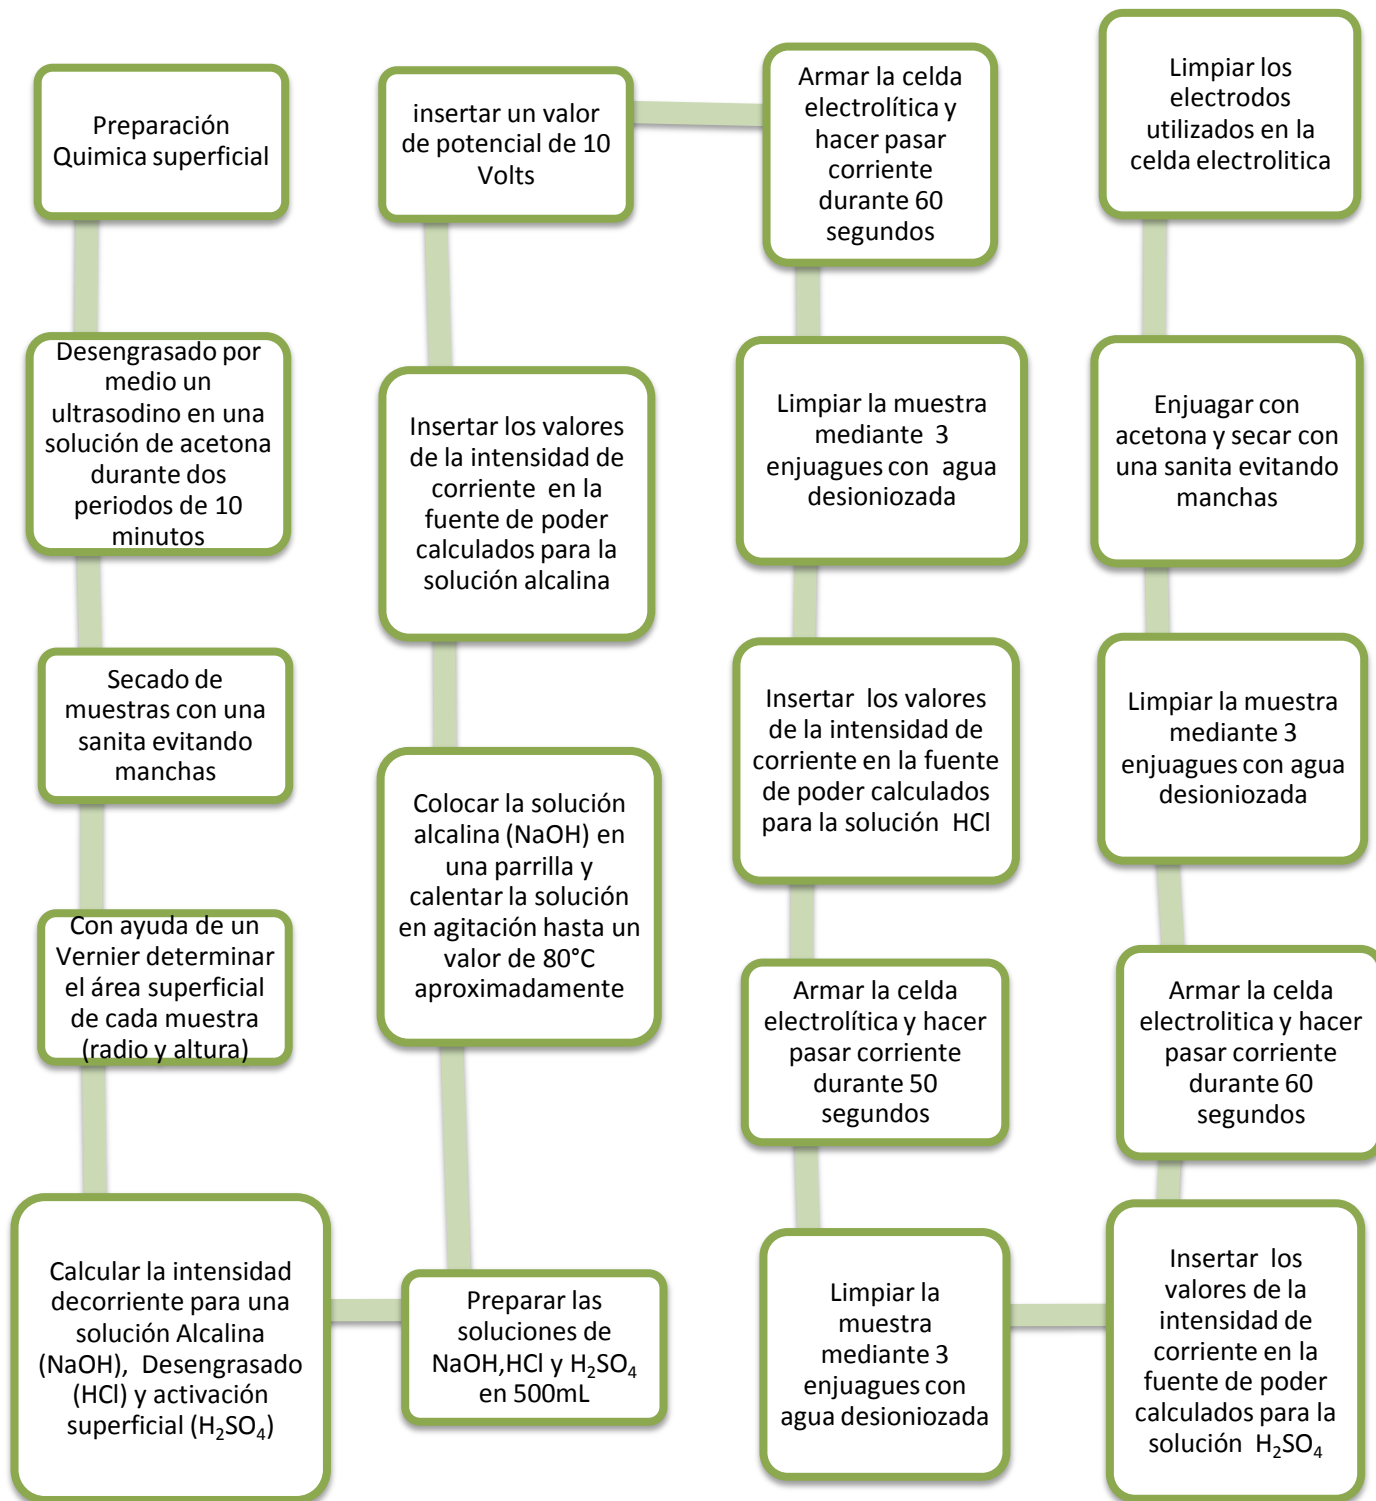 Preparación
Quimica superficial
Desengrasado por
medio un
ultrasodino en una
solución de acetona
durante dos
periodos de 10
minutos
Secado de
muestras con una
sanita evitando
manchas
Con ayuda de un
Vernier determinar
el área superficial
de cada muestra
(radio y altura)
Calcular la intensidad
decorriente para una
solución Alcalina
(NaOH), Desengrasado
(HCl) y activación
superficial (H₂SO₄)
Preparar las
soluciones de
NaOH,HCl y H₂SO₄
en 500mL
Colocar la solución
alcalina (NaOH) en
una parrilla y
calentar la solución
en agitación hasta un
valor de 80°C
aproximadamente
Insertar los valores
de la intensidad de
corriente en la
fuente de poder
calculados para la
solución alcalina
insertar un valor
de potencial de 10
Volts
Armar la celda
electrolítica y
hacer pasar
corriente
durante 60
segundos
Limpiar la muestra
mediante 3
enjuagues con agua
desioniozada
Insertar los valores
de la intensidad de
corriente en la fuente
de poder calculados
para la solución HCl
Armar la celda
electrolítica y hacer
pasar corriente
durante 50
segundos
Limpiar la
muestra
mediante 3
enjuagues con
agua desioniozada
Insertar los
valores de la
intensidad de
corriente en la
fuente de poder
calculados para la
solución H₂SO₄
Armar la celda
electrolitica y hacer
pasar corriente
durante 60
segundos
Limpiar la muestra
mediante 3
enjuagues con agua
desioniozada
Enjuagar con
acetona y secar con
una sanita evitando
manchas
Limpiar los
electrodos
utilizados en la
celda electrolitica